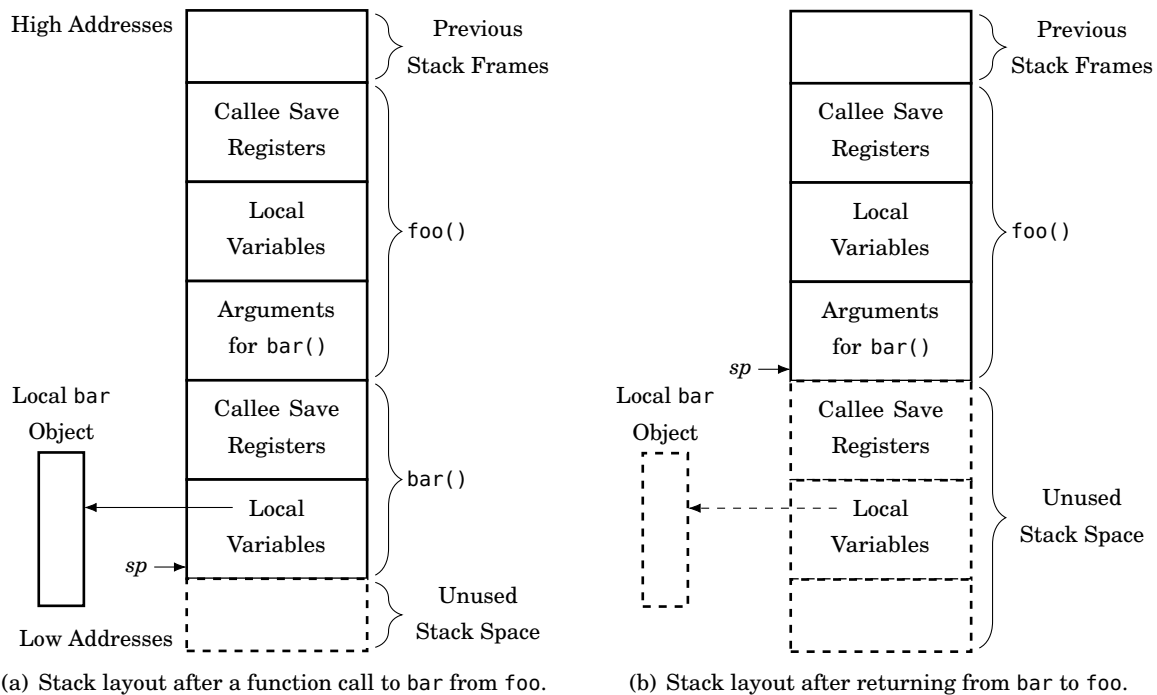 High Addresses
Previous
Stack Frames
Callee Save
Registers
Local
Variables
foo()
Arguments
for bar()
Local bar
Object
Callee Save
Registers
bar()
Local
Variables
sp
Unused
Stack Space
Low Addresses
(a) Stack layout after a function call to bar from foo.
Previous
Stack Frames
Callee Save
Registers
Local
Variables
foo()
Arguments
for bar()
sp
Local bar
Object
Callee Save
Registers
Local
Variables
Unused
Stack Space
(b) Stack layout after returning from bar to foo.